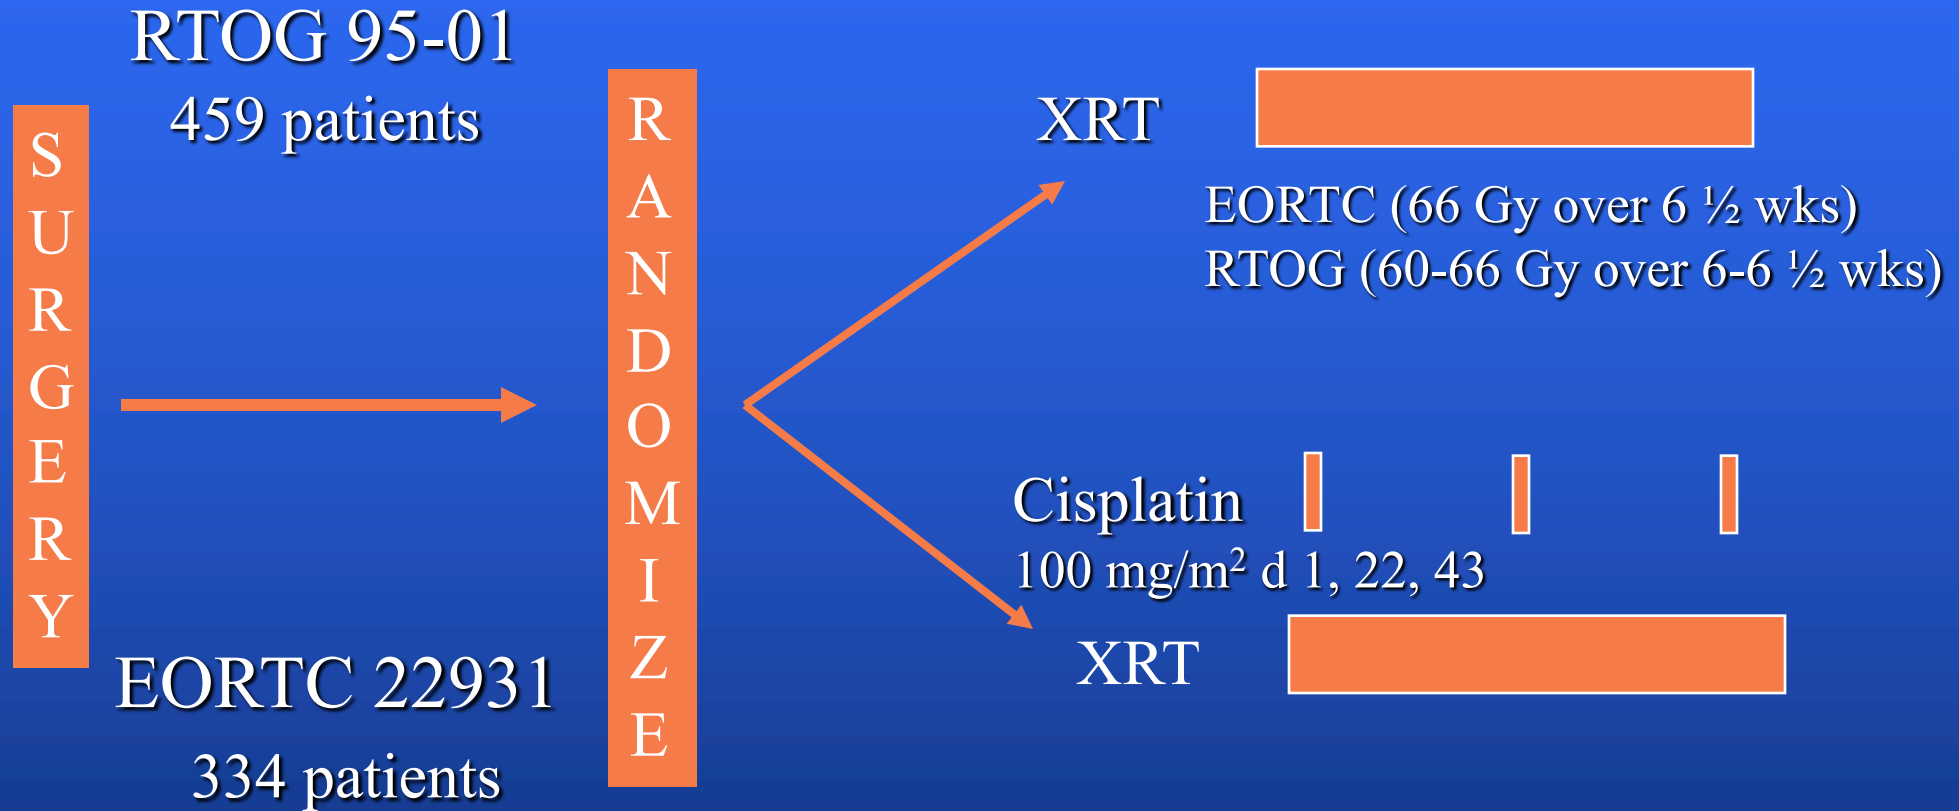 RTOG 95-01
459 patients
SURGERY
EORTC 22931
334 patients
RANDOMIZE
XRT
EORTC (66 Gy over 6 ½ wks)
RTOG (60-66 Gy over 6-6 ½ wks)
Cisplatin
100 mg/m² d 1, 22, 43
XRT